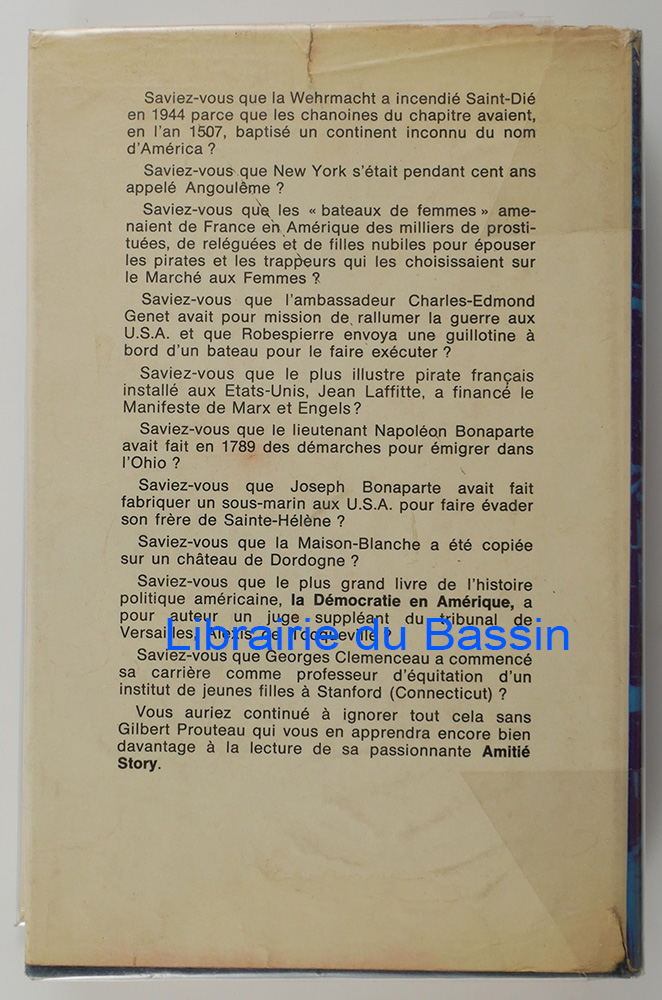 Saviez-vous que la Wehrmacht a incendié Saint-Dié
en 1944 parce que les chanoines du chapitre avaient,
en l'an 1507, baptisé un continent inconnu du nom
d'América ?
Saviez-vous que New York s'était pendant cent ans
appelé Angoulême ?
Saviez-vous que les « bateaux de femmes » ame-
naient de France en Amérique des milliers de prosti-
tuées, de reléguées et de filles nubiles pour épouser
les pirates et les trappeurs qui les choisissaient sur
le Marché aux Femmes ?
Saviez-vous que l'ambassadeur Charles-Edmond
Genet avait pour mission de rallumer la guerre aux
U.S.A. et que Robespierre envoya une guillotine à
bord d'un bateau pour le faire exécuter ?
Saviez-vous que le plus illustre pirate français
installé aux Etats-Unis, Jean Laffitte, a financé le
Manifeste de Marx et Engels ?
Saviez-vous que le lieutenant Napoléon Bonaparte
avait fait en 1789 des démarches pour émigrer dans
l'Ohio ?
Saviez-vous que Joseph Bonaparte avait fait
fabriquer un sous-marin aux U.S.A. pour faire évader
son frère de Sainte-Hélène ?
Saviez-vous que la Maison-Blanche a été copiée
sur un château de Dordogne ?
Saviez-vous que le plus grand livre de l'histoire
politique américaine, la Démocratie en Amérique, a
pour auteur un juge suppléant du tribunal de
Versailles, Alexis de Tocqueville ?
Librairie du Bassin
Saviez-vous que Georges Clemenceau a commencé
sa carrière comme professeur d'équitation d'un
institut de jeunes filles à Stanford (Connecticut) ?
Vous auriez continué à ignorer tout cela sans
Gilbert Prouteau qui vous en apprendra encore bien
davantage à la lecture de sa passionnante Amitié
Story.